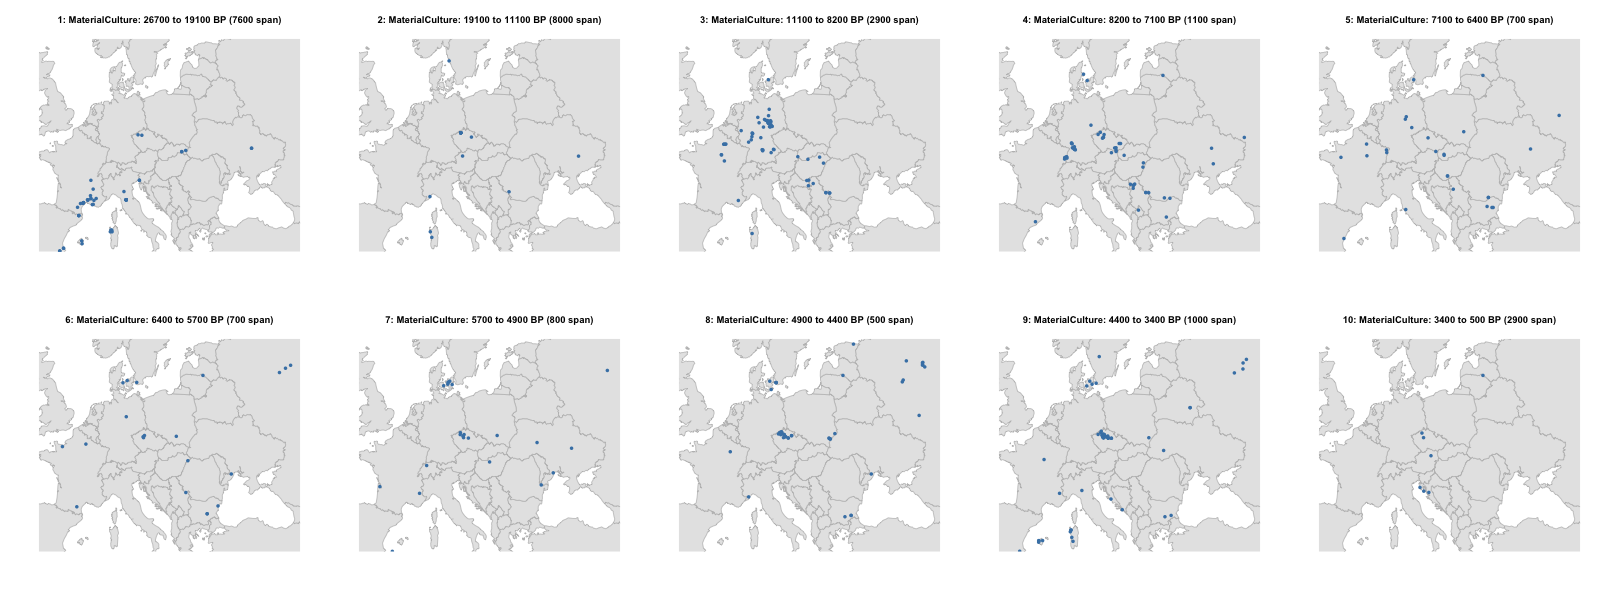 1: MaterialCulture: 26700 to 19100 BP (7600 span)
2: MaterialCulture: 19100 to 11100 BP (8000 span)
3: MaterialCulture: 11100 to 8200 BP (2900 span)
4: MaterialCulture: 8200 to 7100 BP (1100 span)
5: MaterialCulture: 7100 to 6400 BP (700 span)
6: MaterialCulture: 6400 to 5700 BP (700 span)
7: MaterialCulture: 5700 to 4900 BP (800 span)
8: MaterialCulture: 4900 to 4400 BP (500 span)
9: MaterialCulture: 4400 to 3400 BP (1000 span)
10: MaterialCulture: 3400 to 500 BP (2900 span)